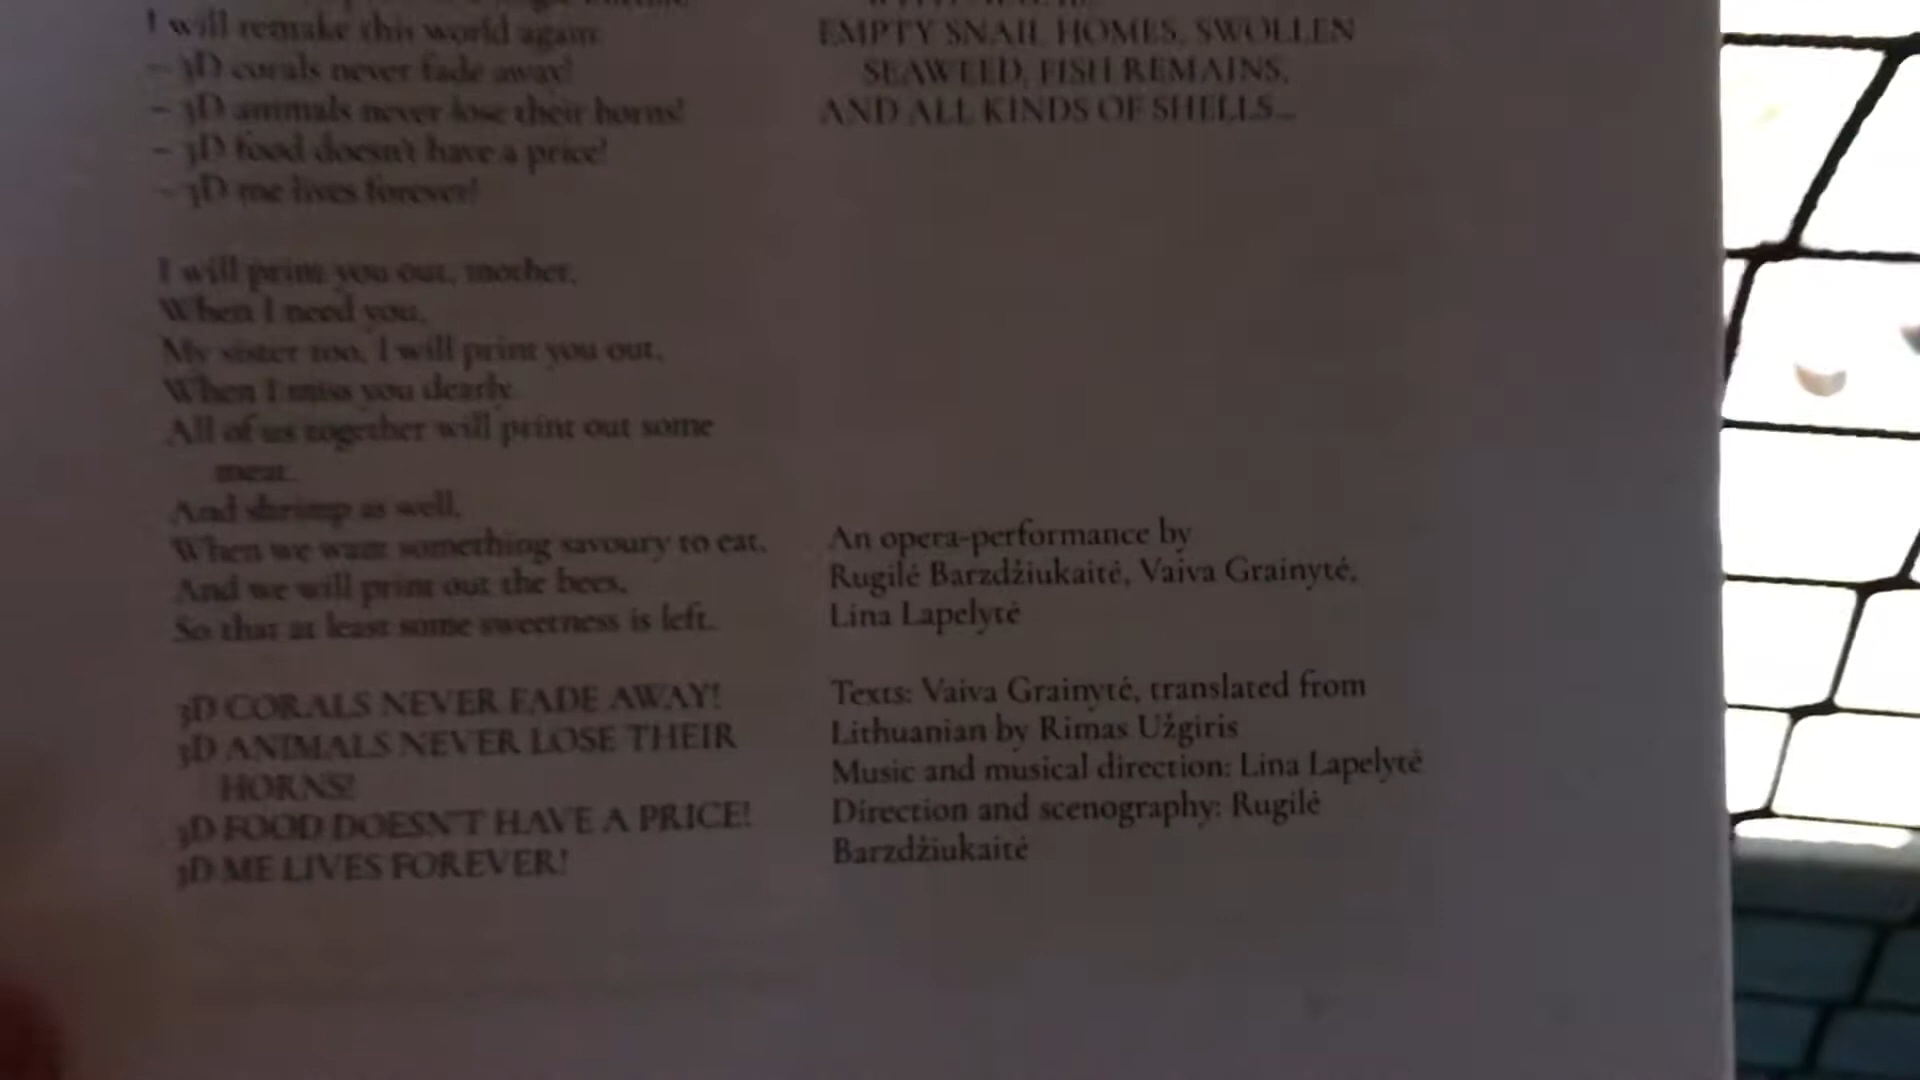 I will remake this world again
– 3D corals never fade away!
– 3D animals never lose their horns!
– 3D food doesn't have a price!
– 3D me lives forever!
I will print you out, mother,
When I need you,
My sister too, I will print you out,
When I miss you dearly.
All of us together will print out some
meat.
And shrimp as well,
When we want something savoury to eat,
And we will print out the bees,
So that at least some sweetness is left.
3D CORALS NEVER FADE AWAY!
3D ANIMALS NEVER LOSE THEIR
HORNS!
3D FOOD DOESN'T HAVE A PRICE!
3D ME LIVES FOREVER!
EMPTY SNAIL HOMES, SWOLLEN
SEAWEED, FISH REMAINS,
AND ALL KINDS OF SHELLS...
An opera-performance by
Rugilė Barzdžiukaitė, Vaiva Grainytė,
Lina Lapelytė
Texts: Vaiva Grainytė, translated from
Lithuanian by Rimas Užgiris
Music and musical direction: Lina Lapelytė
Direction and scenography: Rugilė
Barzdžiukaitė